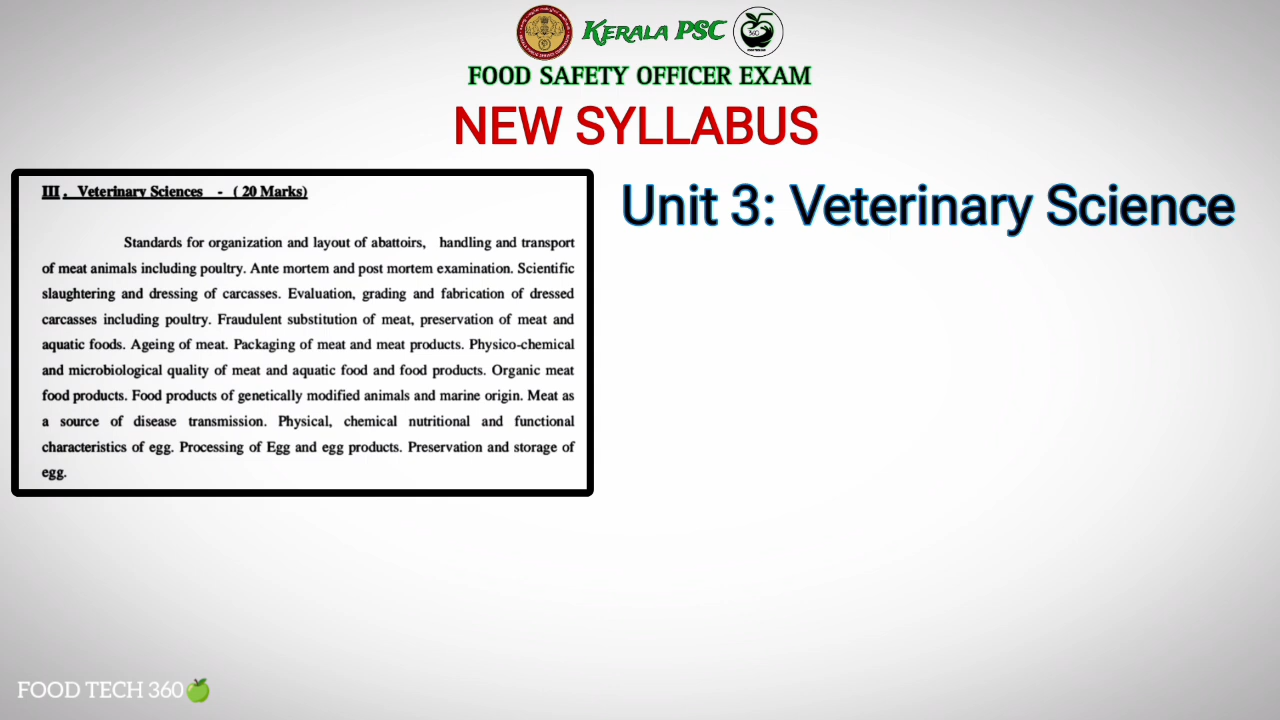 KERALA PSC
360
FOOD SAFETY OFFICER EXAM
NEW SYLLABUS
III . Veterinary Sciences - ( 20 Marks)
Standards for organization and layout of abattoirs, handling and transport
of meat animals including poultry. Ante mortem and post mortem examination. Scientific
slaughtering and dressing of carcasses. Evaluation, grading and fabrication of dressed
carcasses including poultry. Fraudulent substitution of meat, preservation of meat and
aquatic foods. Ageing of meat. Packaging of meat and meat products. Physico-chemical
and microbiological quality of meat and aquatic food and food products. Organic meat
food products. Food products of genetically modified animals and marine origin. Meat as
a source of disease transmission. Physical, chemical nutritional and functional
characteristics of egg. Processing of Egg and egg products. Preservation and storage of
egg.
Unit 3: Veterinary Science
FOOD TECH 360